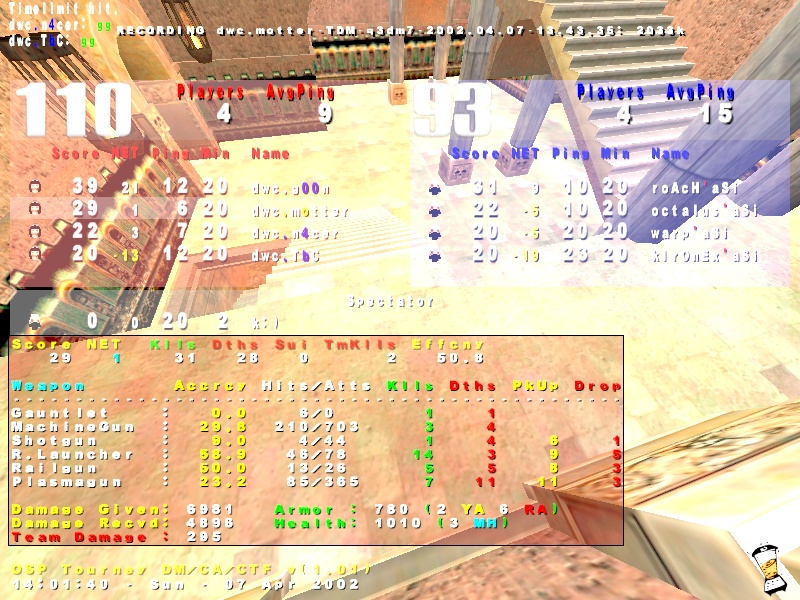 Timelimit hit.
dwc.n4cer: gg
RECORDING dwc.motter-TDM-q3dm7-2002.04.07-13.43.35:
dwc.TbC: gg
110 Players AvgPing 93 Players AvgPing
4 9 4 15
Score NET Ping Min Name Score NET Ping Min Name
39 21 12 20 dwc.g00n 31 9 10 20 roAcH'aSi
29 1 6 20 dwc.motter 22 -5 10 20 octalus'aSi
22 3 7 20 dwc.n4cer 20 -5 20 20 warp'aSi
20 -13 12 20 dwc.TbC 20 -19 23 20 kIrOnEx'aSi
Spectator
0 0 20 2 k:)
Score NET Klls Dths Sui TmKlls Effcny
29 1 31 28 0 2 50.8
Weapon Accrcy Hits/Atts Klls Dths PkUp Drop
Gauntlet : 0.0 6/0 1 1
MachineGun : 29.8 210/703 3 4
Shotgun : 9.0 4/44 1 4 6 1
R.Launcher : 58.9 46/78 14 3 9 5
Railgun : 50.0 13/26 5 5 8 3
Plasmagun : 23.2 85/365 7 11 11 3
Damage Given: 6981 Armor : 780 (2 YA 6 RA)
Damage Recvd: 4896 Health: 1010 (3 MH)
Team Damage : 295
OSP Tourney DM/CA/CTF v(1.01)
14:01:40 - Sun - 07 Apr 2002